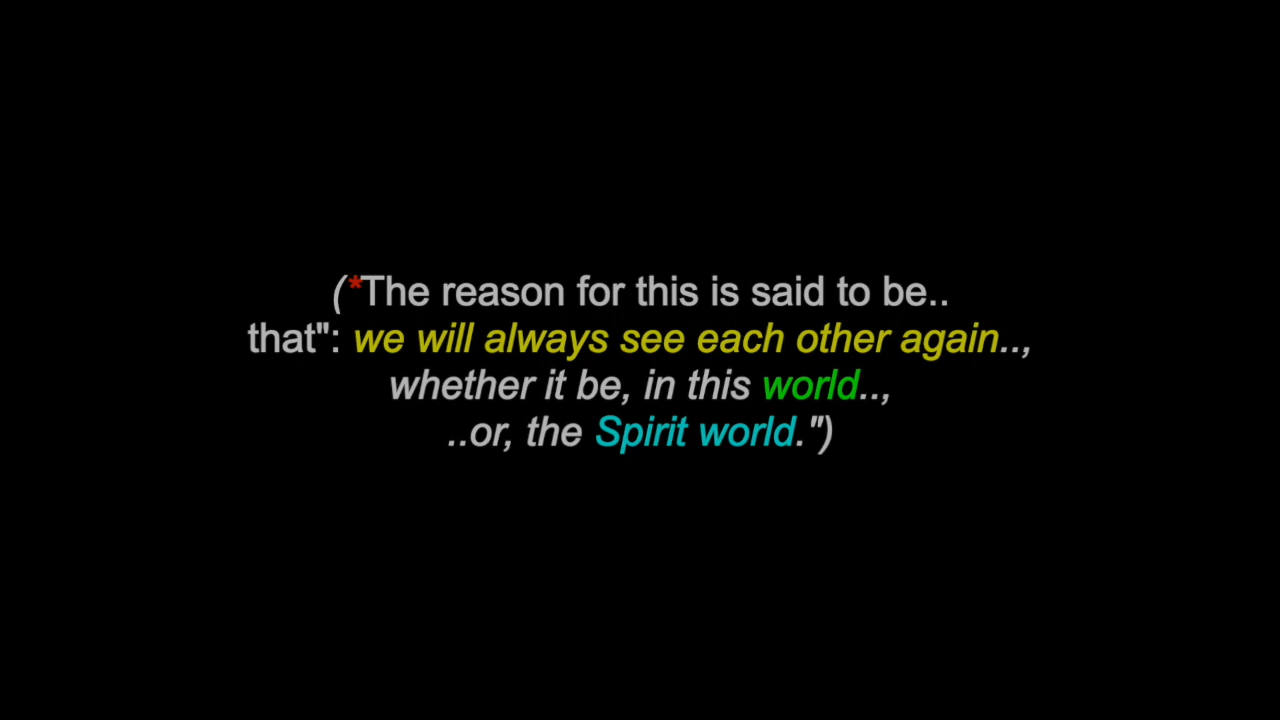 (*The reason for this is said to be..
that": we will always see each other again..,
whether it be, in this world..,
..or, the Spirit world.")